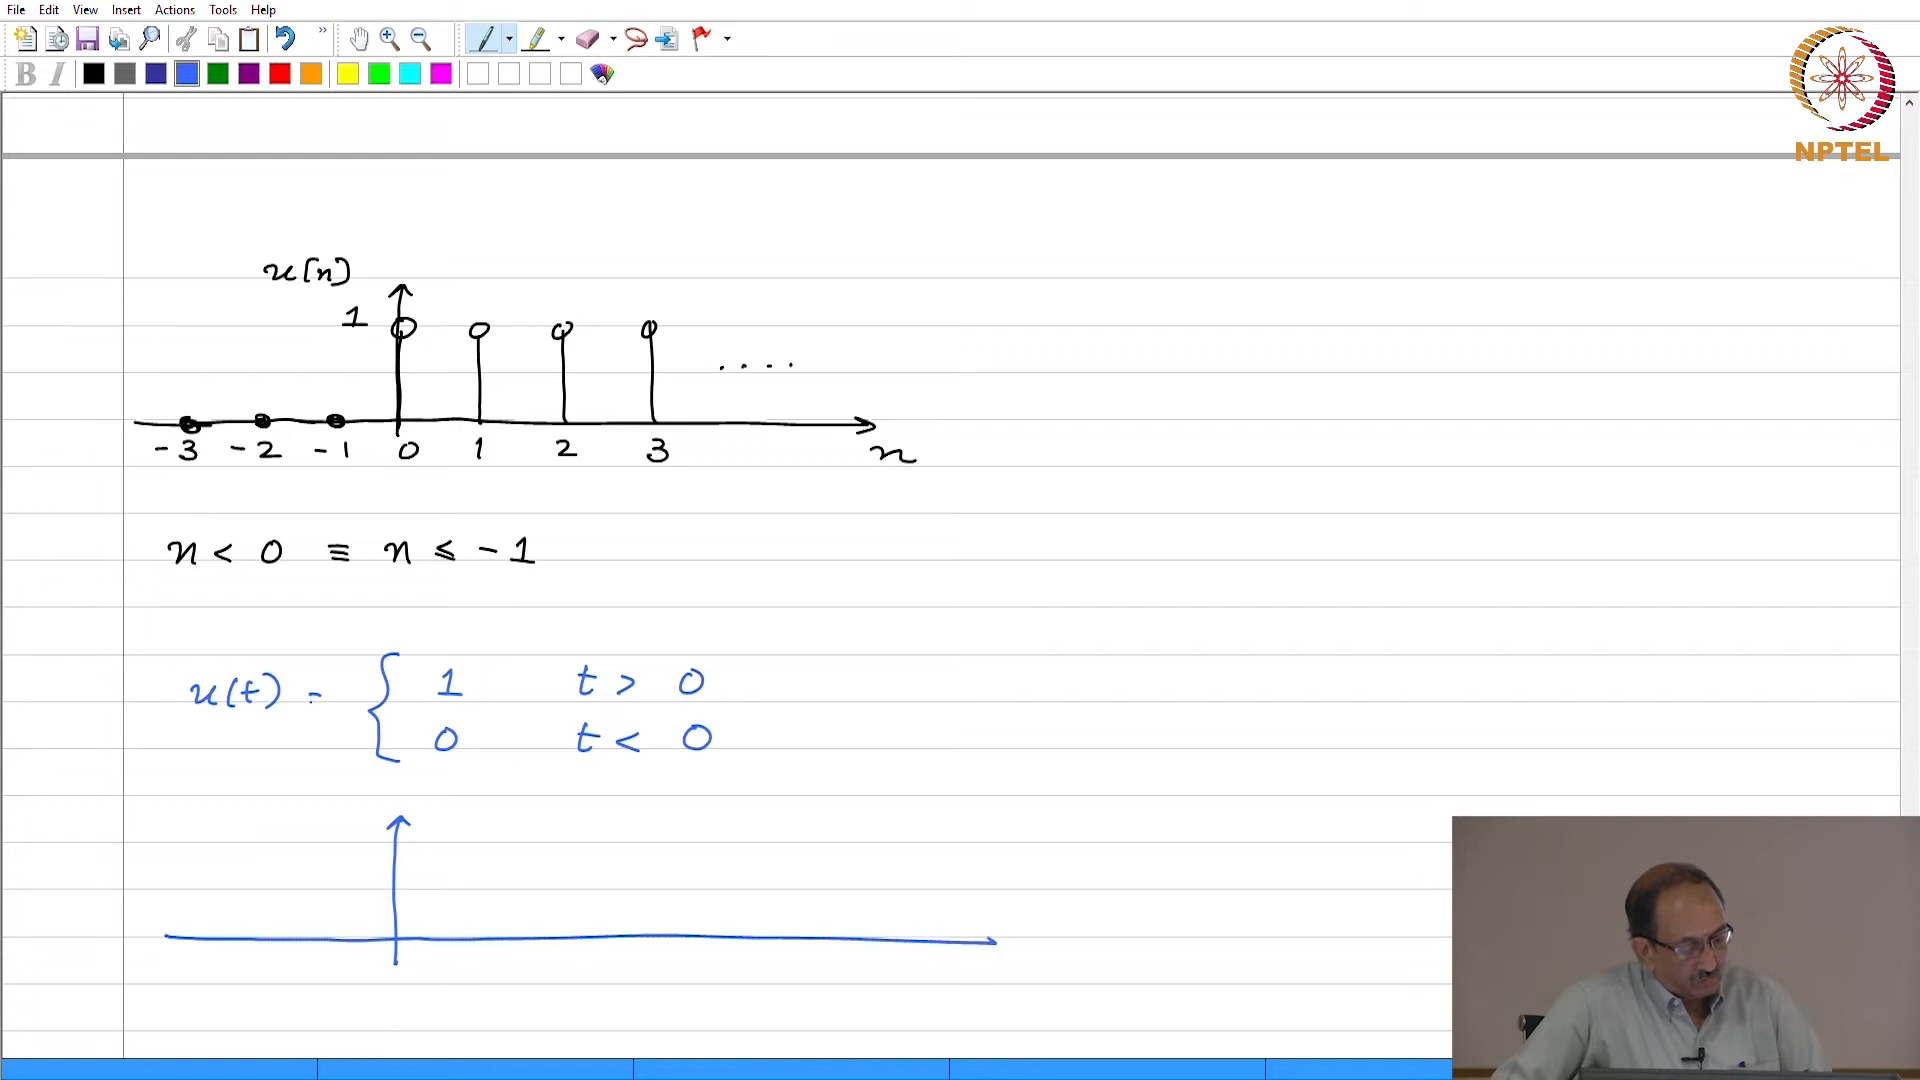 File Edit View Insert Actions Tools Help
»
B I
NPTEL
u[n]
1
....
-3 -2 -1 0 1 2 3 n
n < 0 ≡ n ≤ -1
u(t) = { 1 t > 0
0 t < 0